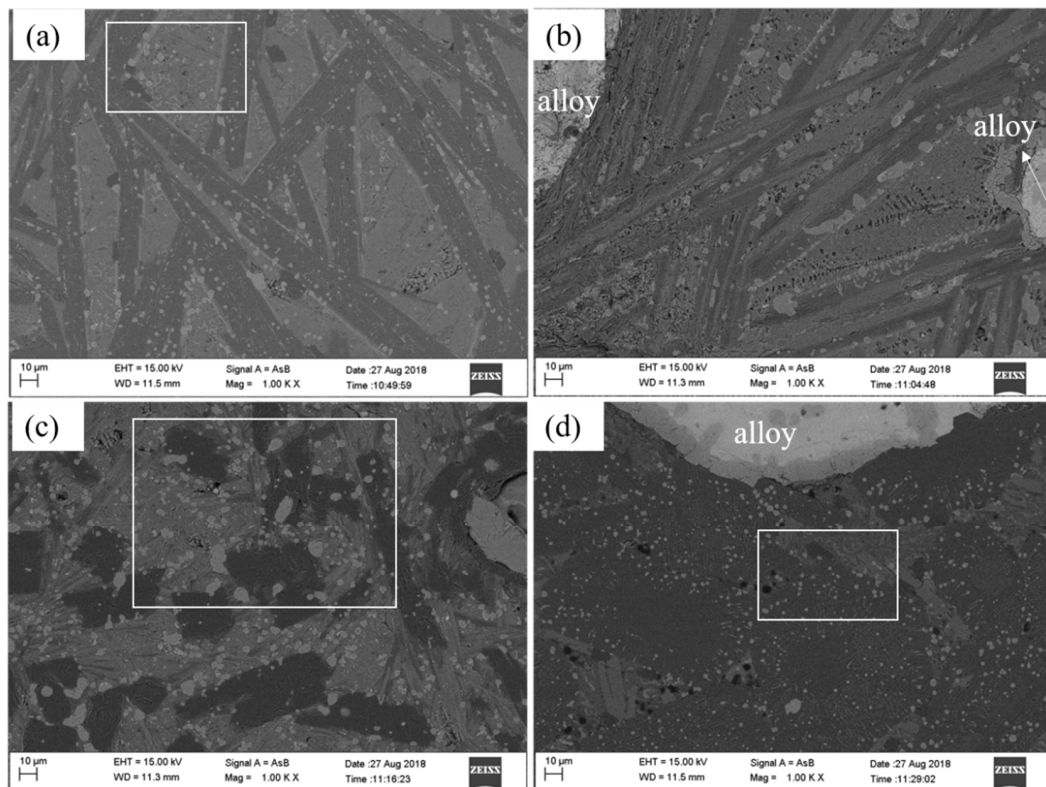 (a)
EHT = 15.00 kV Signal A = AsB Date :27 Aug 2018
10 µm
WD = 11.5 mm Mag = 1.00 K X Time :10:49:59
ZEISS
(b)
alloy
alloy
EHT = 15.00 kV Signal A = AsB Date :27 Aug 2018
10 µm
WD = 11.3 mm Mag = 1.00 K X Time :11:04:48
ZEISS
(c)
EHT = 15.00 kV Signal A = AsB Date :27 Aug 2018
10 µm
WD = 11.3 mm Mag = 1.00 K X Time :11:16:23
ZEISS
(d)
alloy
EHT = 15.00 kV Signal A = AsB Date :27 Aug 2018
10 µm
WD = 11.5 mm Mag = 1.00 K X Time :11:29:02
ZEISS